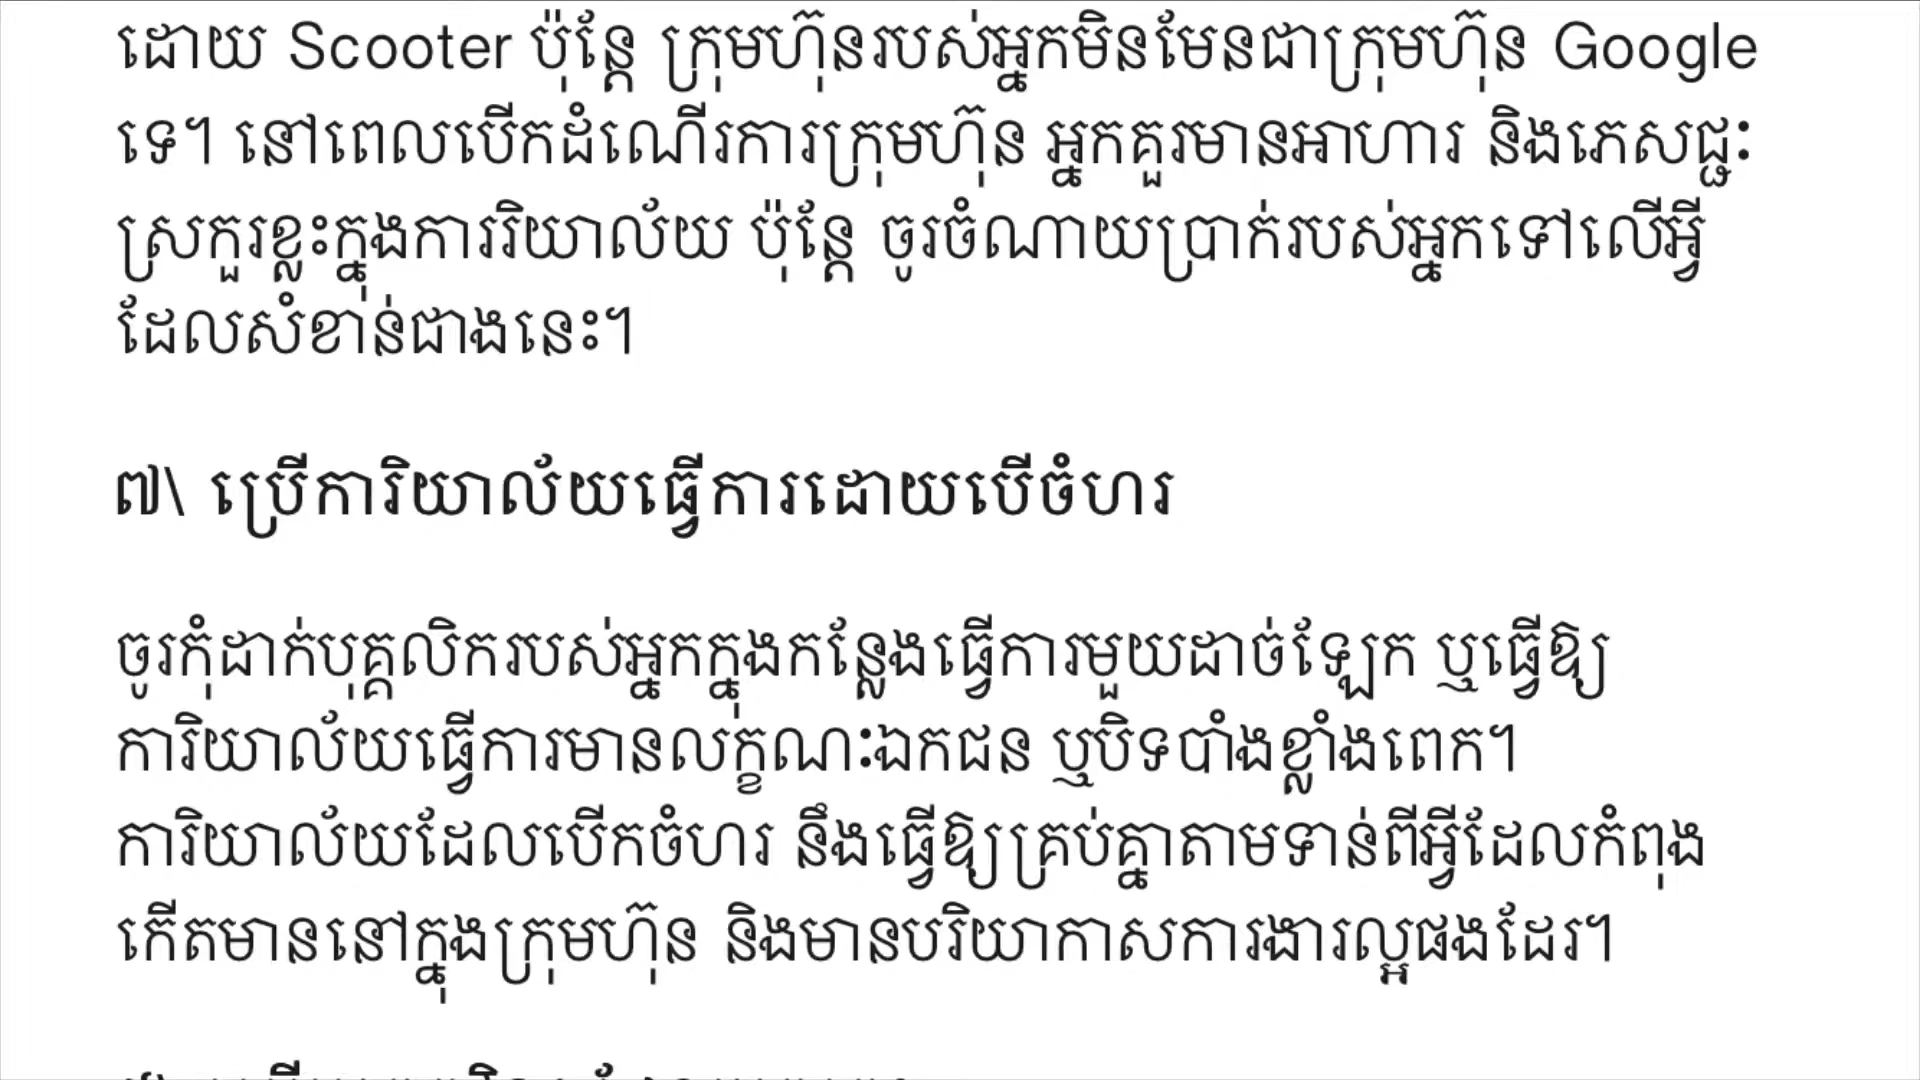 ដោយ Scooter ប៉ុន្តែ ក្រុមហ៊ុនរបស់អ្នកមិនមែនជាក្រុមហ៊ុន Google
ទេ។ នៅពេលបើកដំណើរការក្រុមហ៊ុន អ្នកគួរមានអាហារ និងភេសជ្ជៈ
ស្រកួរខ្លះក្នុងការរិយាល័យ ប៉ុន្តែ ចូរចំណាយប្រាក់របស់អ្នកទៅលើអ្វី
ដែលសំខាន់ជាងនេះ។
៧\ ប្រើការិយាល័យធ្វើការដោយបើចំហរ
ចូរកុំដាក់បុគ្គលិករបស់អ្នកក្នុងកន្លែងធ្វើការមួយដាច់ឡែក ឬធ្វើឱ្យ
ការិយាល័យធ្វើការមានលក្ខណៈឯកជន ឬបិទបាំងខ្លាំងពេក។
ការិយាល័យដែលបើកចំហរ នឹងធ្វើឱ្យគ្រប់គ្នាតាមទាន់ពីអ្វីដែលកំពុង
កើតមាននៅក្នុងក្រុមហ៊ុន និងមានបរិយាកាសការងារល្អផងដែរ។